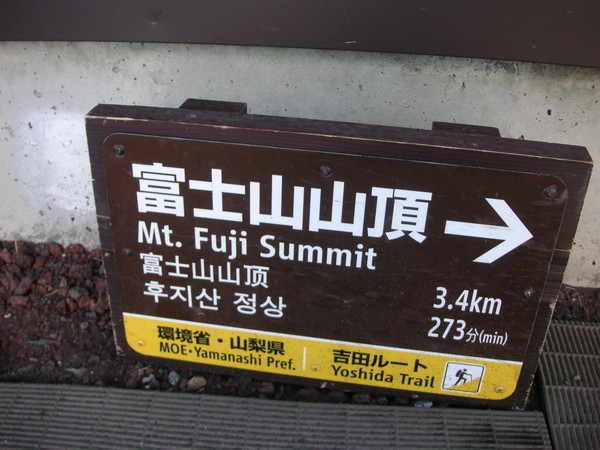 富士山山頂 →
Mt. Fuji Summit
富士山山顶
후지산 정상
3.4km
273分(min)
環境省・山梨県
MOE・Yamanashi Pref.
吉田ルート
Yoshida Trail